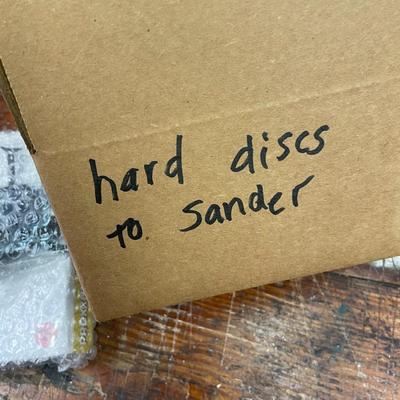 hard discs
to sander